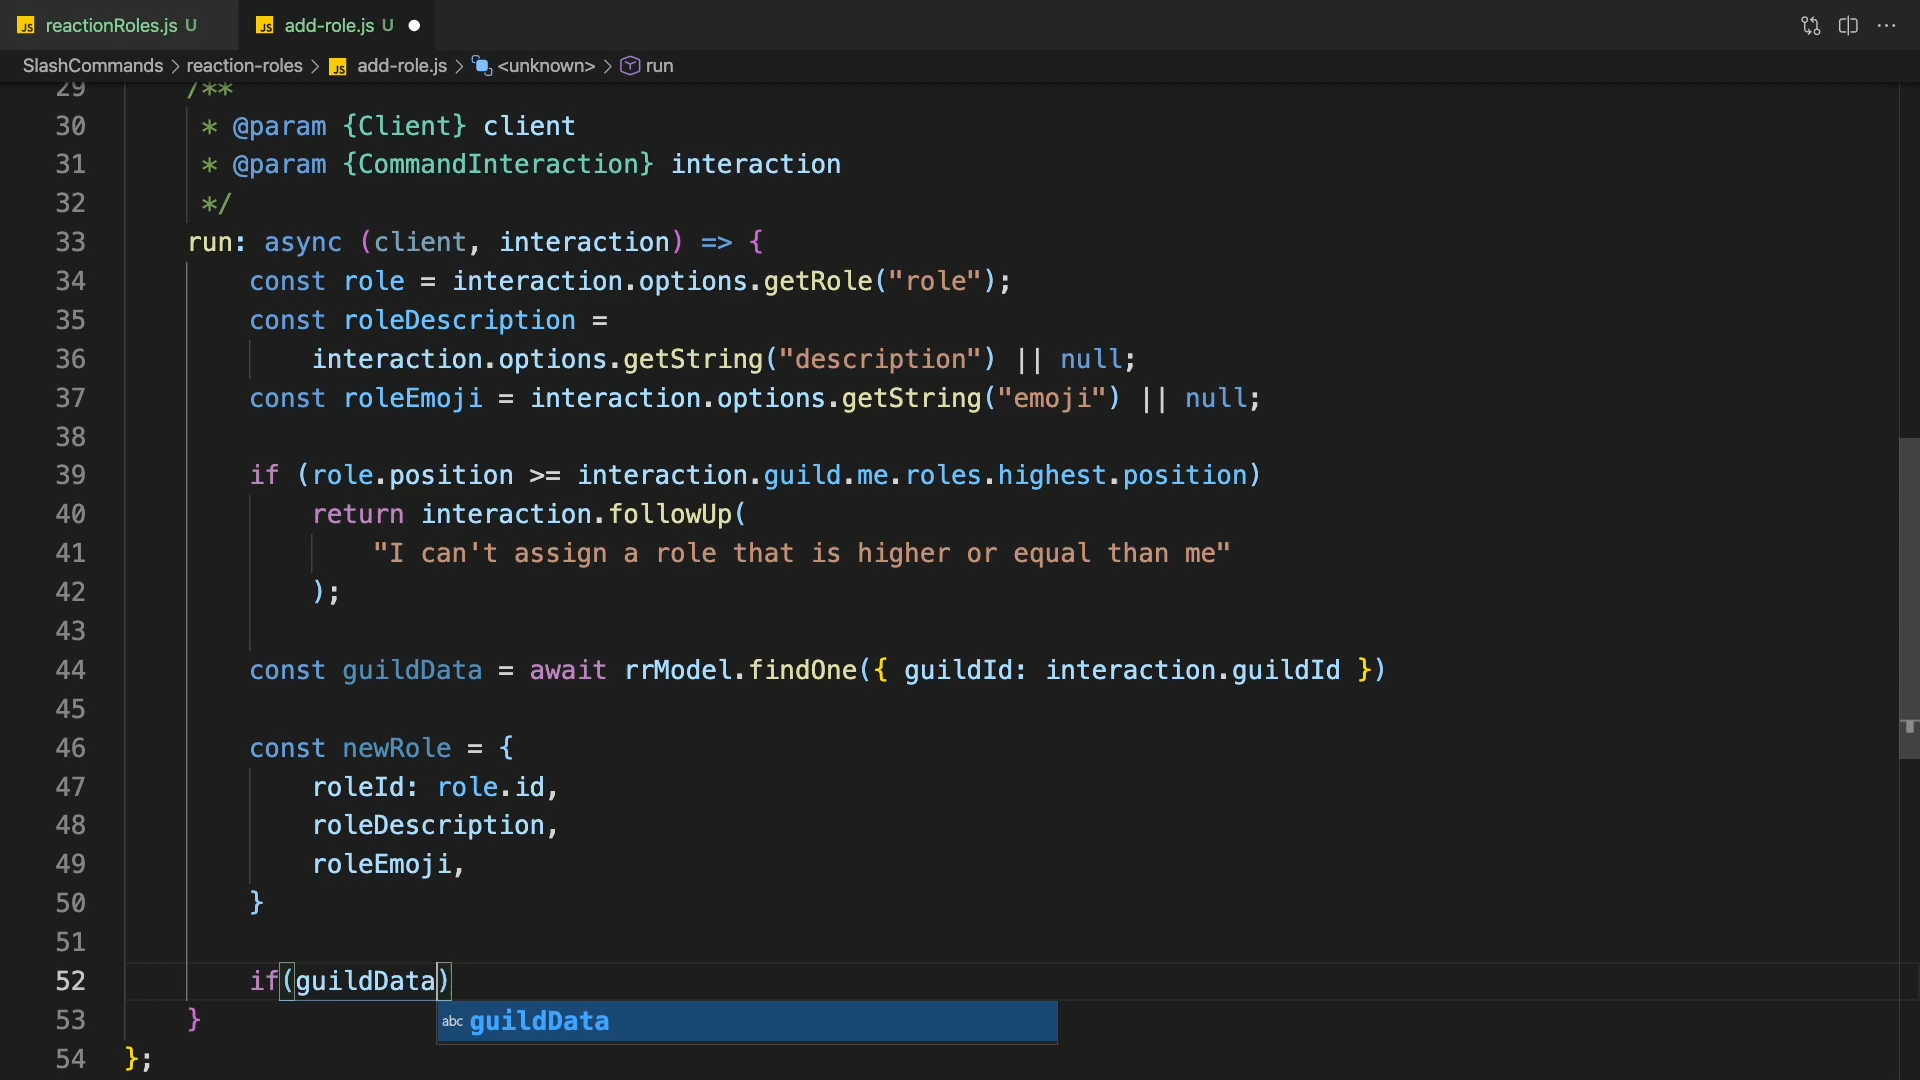 JS reactionRoles.js U JS add-role.js U
SlashCommands > reaction-roles > JS add-role.js > <unknown> > run
29 /**
30 * @param {Client} client
31 * @param {CommandInteraction} interaction
32 */
33 run: async (client, interaction) => {
34 const role = interaction.options.getRole("role");
35 const roleDescription =
36 interaction.options.getString("description") || null;
37 const roleEmoji = interaction.options.getString("emoji") || null;
38
39 if (role.position >= interaction.guild.me.roles.highest.position)
40 return interaction.followUp(
41 "I can't assign a role that is higher or equal than me"
42 );
43
44 const guildData = await rrModel.findOne({ guildId: interaction.guildId })
45
46 const newRole = {
47 roleId: role.id,
48 roleDescription,
49 roleEmoji,
50 }
51
52 if(guildData)
53 }
abc guildData
54 };